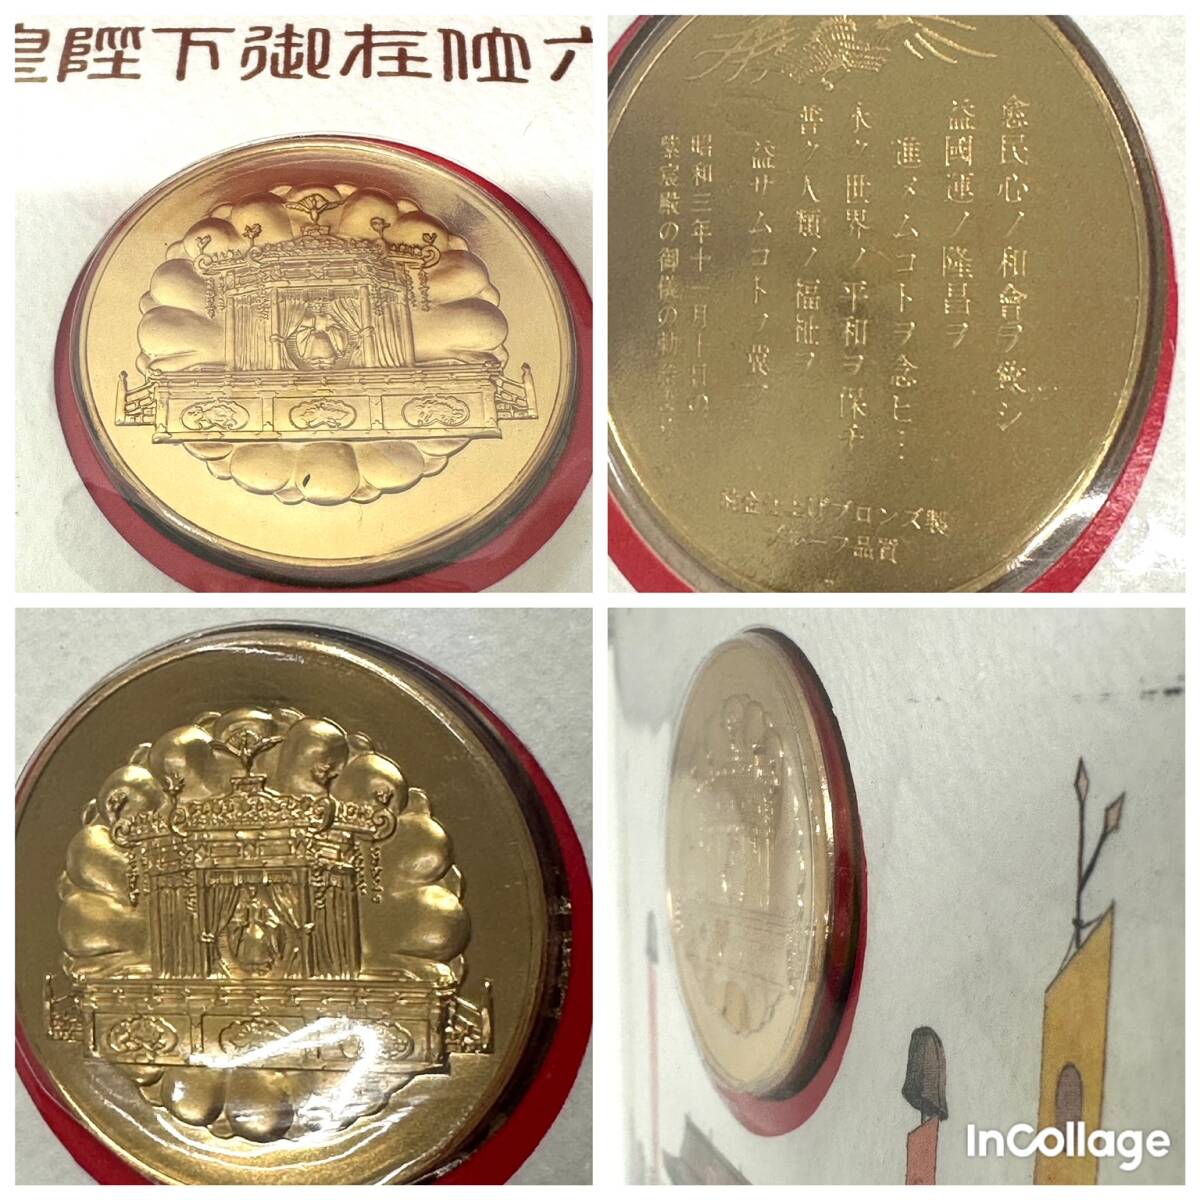 皇陛下御在位六
愈民心ノ和會ヲ致シ
益國運ノ隆昌ヲ
進メムコトヲ念ヒ…
永ク世界ノ平和ヲ保チ
普ク人類ノ福祉ヲ
益サムコトヲ冀フ
昭和三年十一月十日の
紫宸殿の御儀の勅語より
純金仕上げブロンズ製
プルーフ品質
InCollage